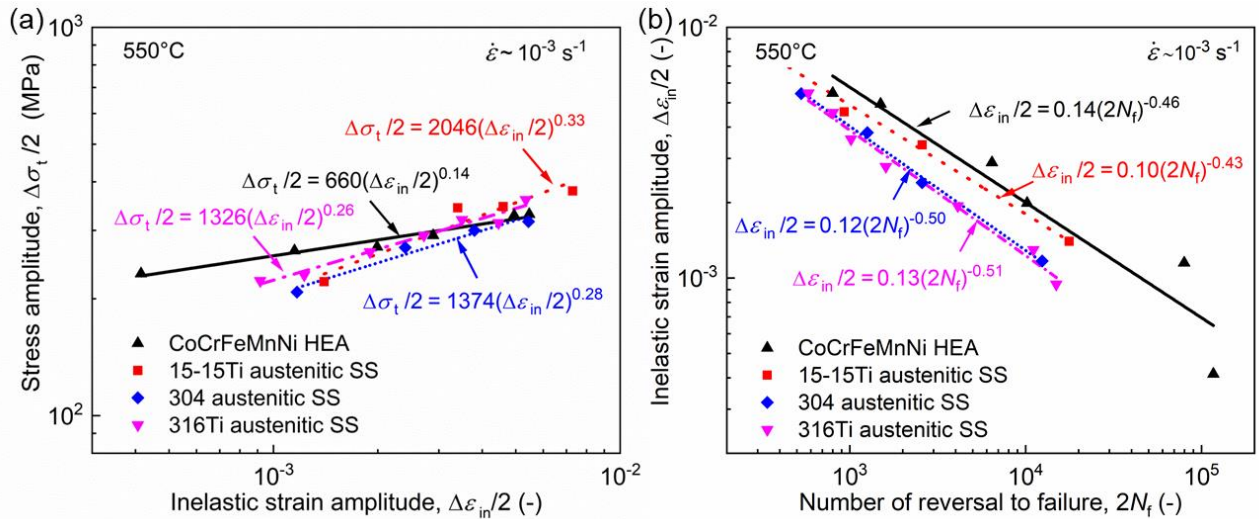 (a)
10³
550°C
ε̇ ~ 10⁻³ s⁻¹
Δσₜ/2 = 2046(Δεᵢₙ/2)^0.33
Δσₜ/2 = 660(Δεᵢₙ/2)^0.14
Δσₜ/2 = 1326(Δεᵢₙ/2)^0.26
Δσₜ/2 = 1374(Δεᵢₙ/2)^0.28
CoCrFeMnNi HEA
15-15Ti austenitic SS
304 austenitic SS
316Ti austenitic SS
10²
10⁻³
10⁻²
Stress amplitude, Δσₜ/2 (MPa)
Inelastic strain amplitude, Δεᵢₙ/2 (-)
(b)
10⁻²
550°C
ε̇ ~ 10⁻³ s⁻¹
Δεᵢₙ/2 = 0.14(2N_f)^-0.46
Δεᵢₙ/2 = 0.10(2N_f)^-0.43
Δεᵢₙ/2 = 0.12(2N_f)^-0.50
Δεᵢₙ/2 = 0.13(2N_f)^-0.51
10⁻³
CoCrFeMnNi HEA
15-15Ti austenitic SS
304 austenitic SS
316Ti austenitic SS
10³
10⁴
10⁵
Inelastic strain amplitude, Δεᵢₙ/2 (-)
Number of reversal to failure, 2N_f (-)